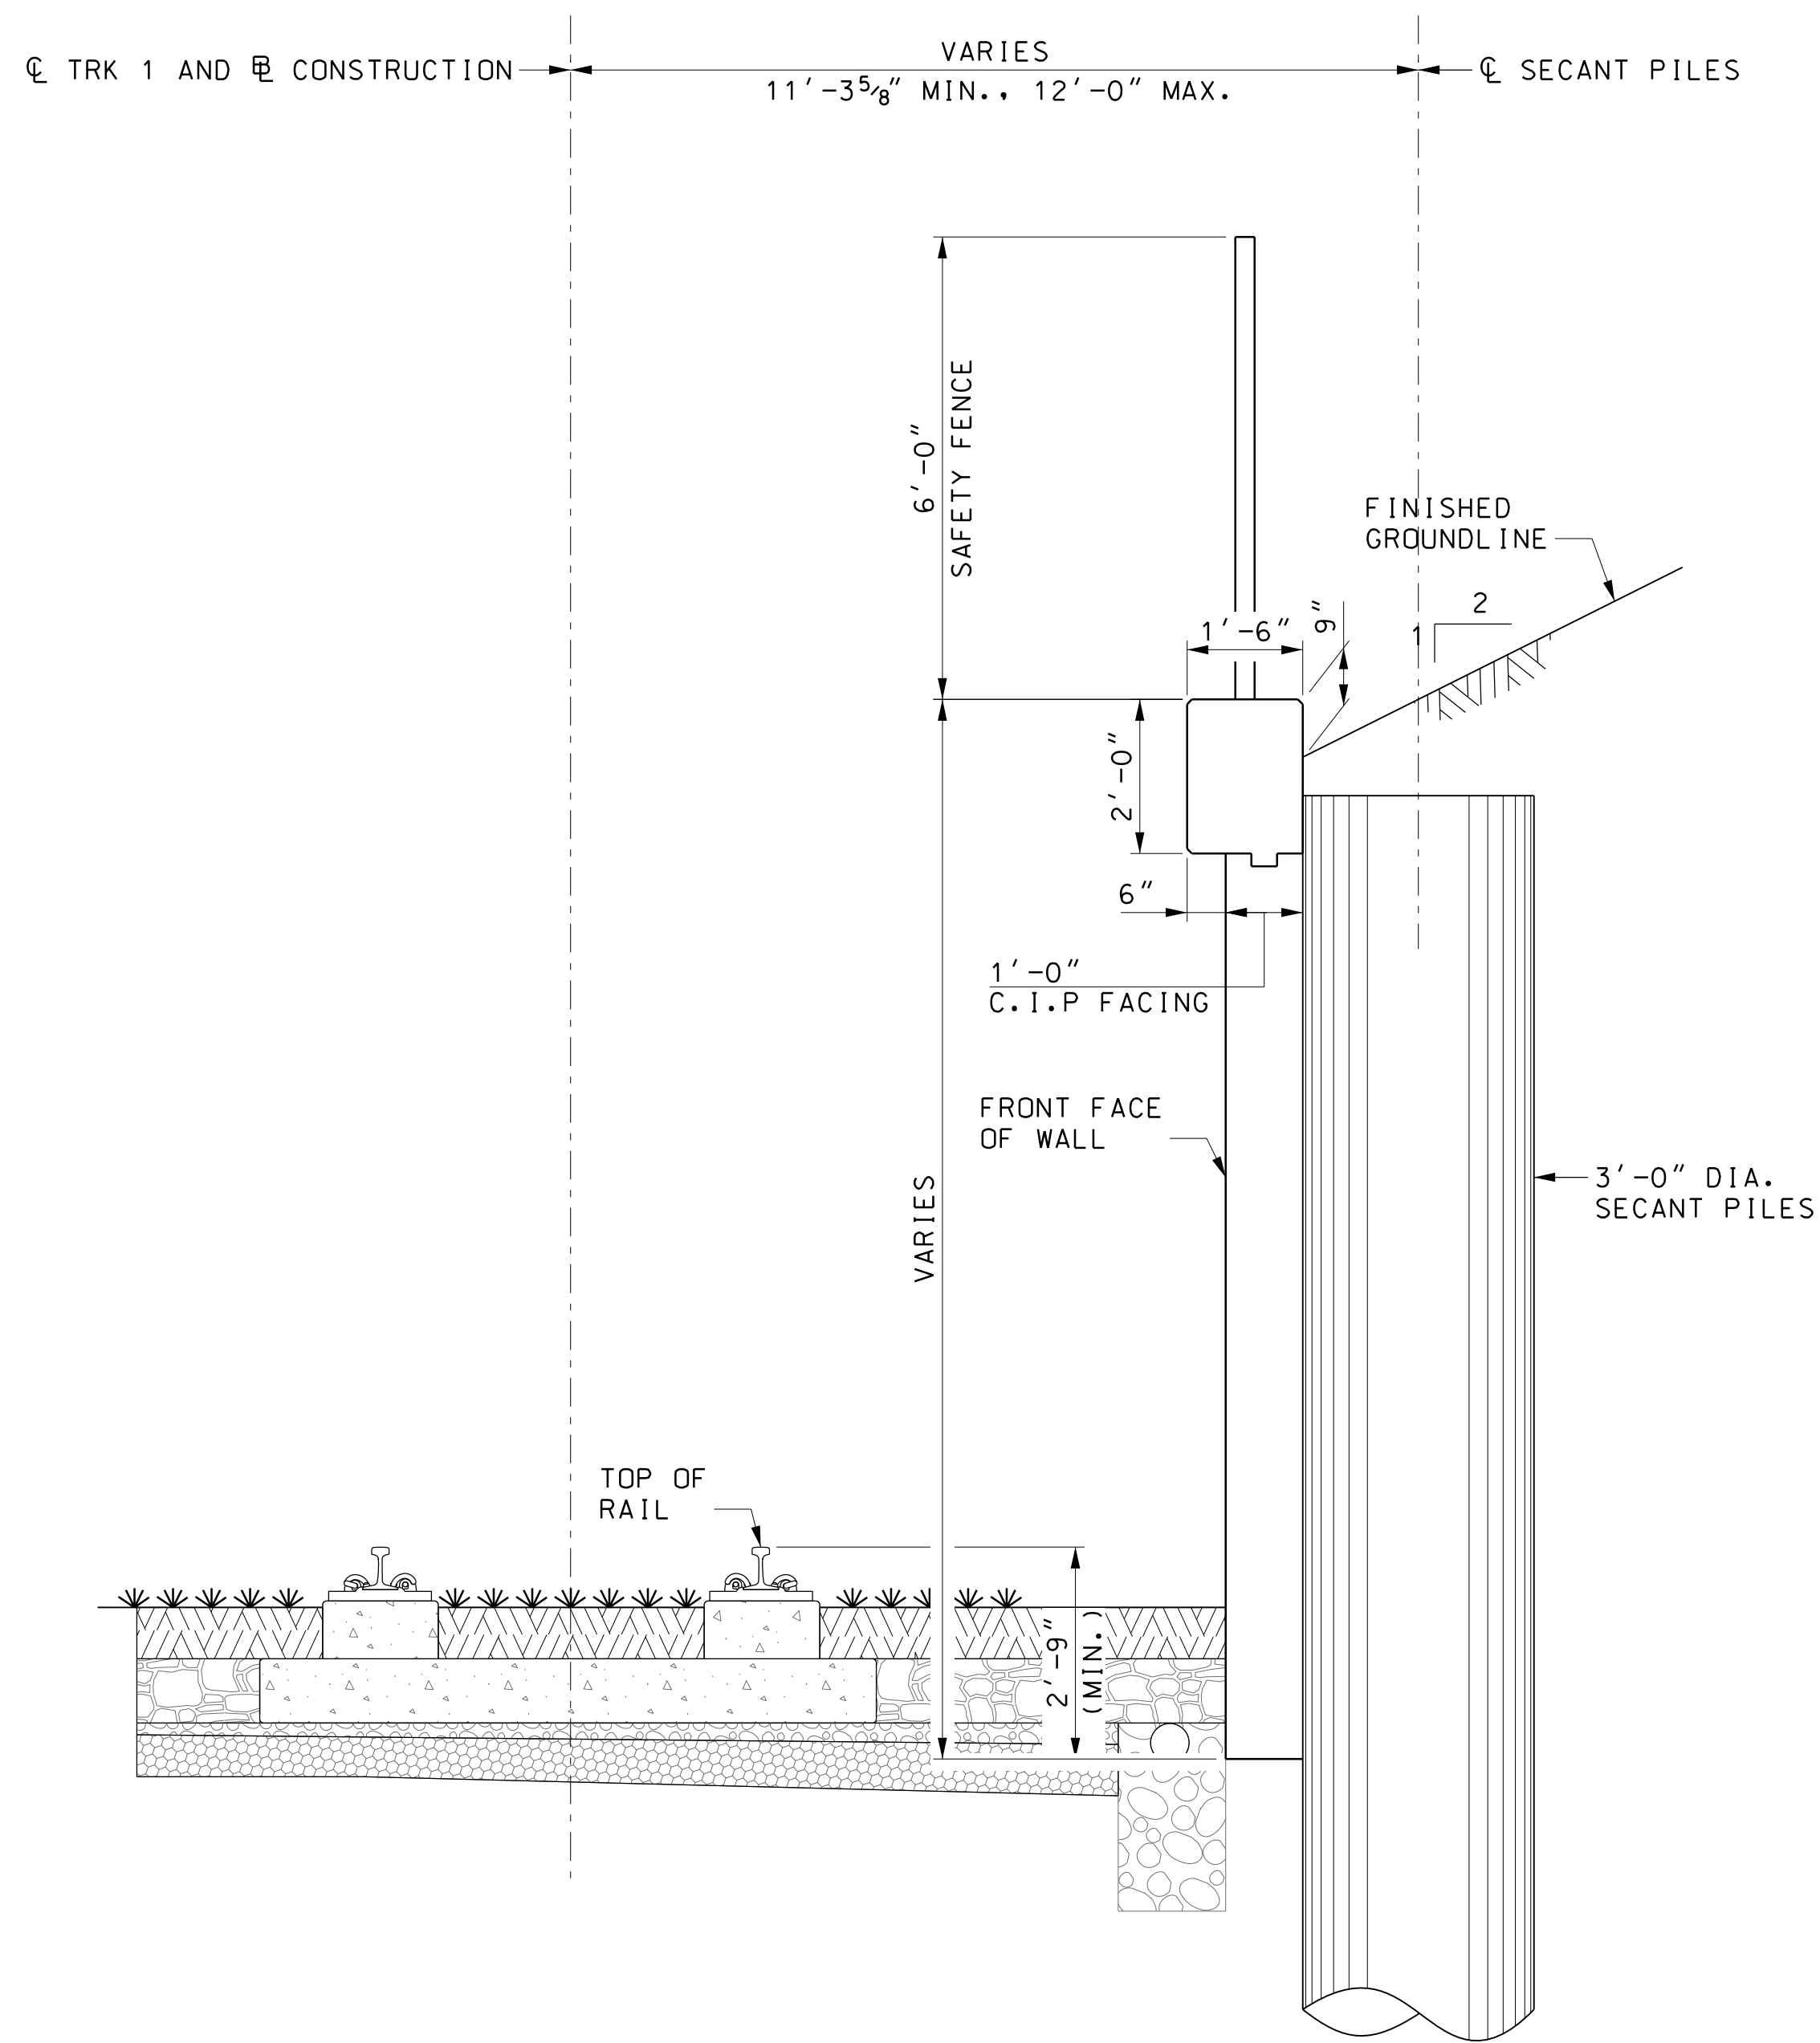 ℄ TRK 1 AND BL CONSTRUCTION
VARIES
11'-3⅝" MIN., 12'-0" MAX.
℄ SECANT PILES
6'-0"
SAFETY FENCE
FINISHED
GROUNDLINE
2
1
9"
1'-6"
2'-0"
6"
1'-0"
C.I.P FACING
FRONT FACE
OF WALL
3'-0" DIA.
SECANT PILES
VARIES
TOP OF
RAIL
2'-9"
(MIN.)